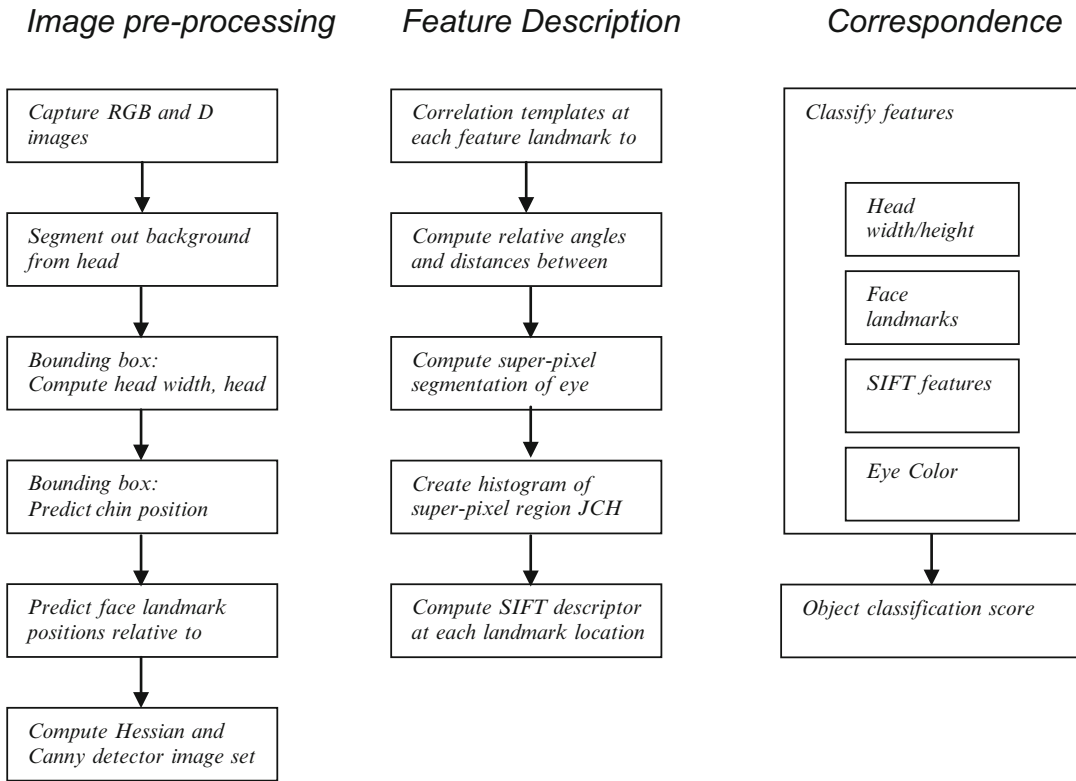 Image pre-processing
Capture RGB and D
images
Segment out background
from head
Bounding box:
Compute head width, head
Bounding box:
Predict chin position
Predict face landmark
positions relative to
Compute Hessian and
Canny detector image set
Feature Description
Correlation templates at
each feature landmark to
Compute relative angles
and distances between
Compute super-pixel
segmentation of eye
Create histogram of
super-pixel region JCH
Compute SIFT descriptor
at each landmark location
Correspondence
Classify features
Head
width/height
Face
landmarks
SIFT features
Eye Color
Object classification score